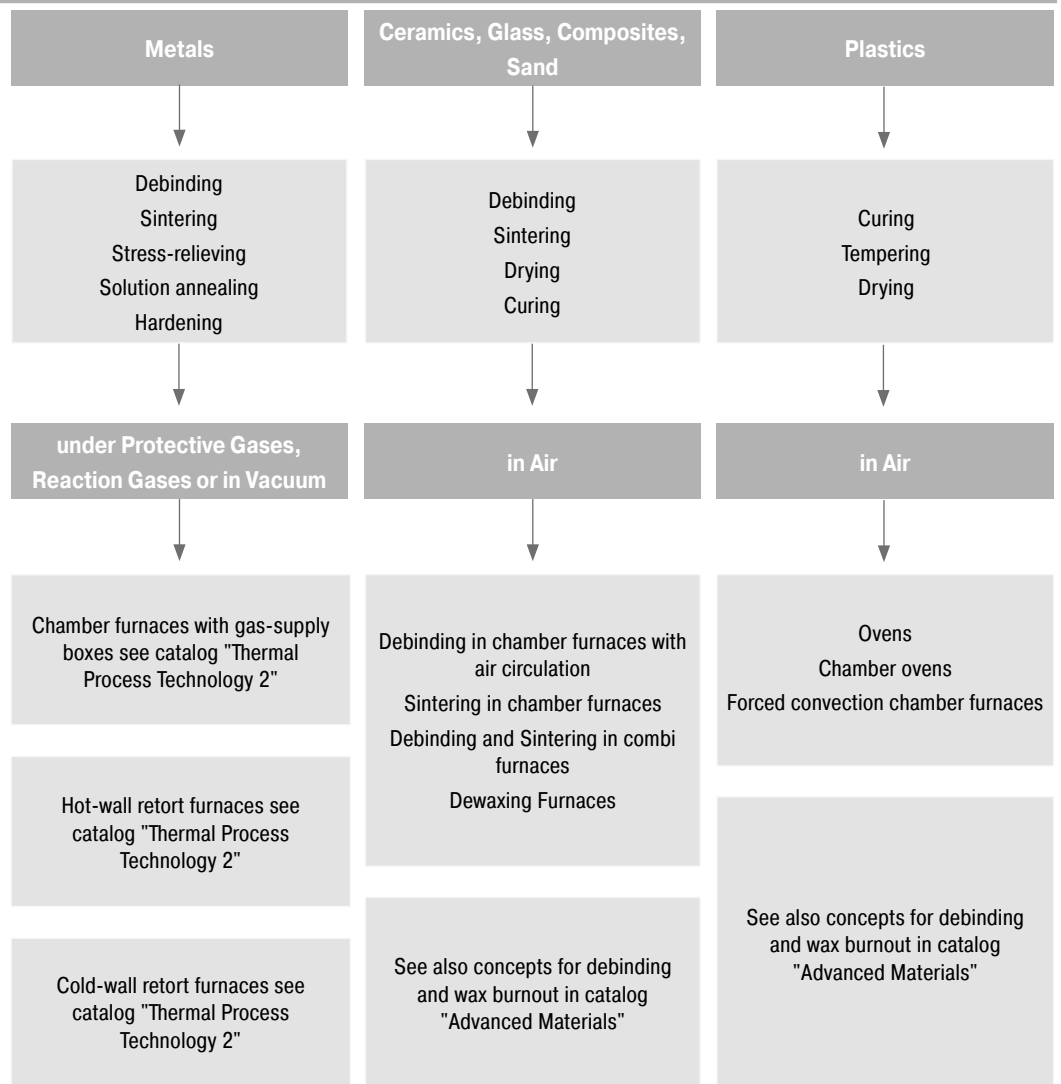 Metals
Ceramics, Glass, Composites,
Sand
Plastics
Debinding
Sintering
Stress-relieving
Solution annealing
Hardening
Debinding
Sintering
Drying
Curing
Curing
Tempering
Drying
under Protective Gases,
Reaction Gases or in Vacuum
in Air
in Air
Chamber furnaces with gas-supply
boxes see catalog "Thermal
Process Technology 2"
Hot-wall retort furnaces see
catalog "Thermal Process
Technology 2"
Cold-wall retort furnaces see
catalog "Thermal Process
Technology 2"
Debinding in chamber furnaces with
air circulation
Sintering in chamber furnaces
Debinding and Sintering in combi
furnaces
Dewaxing Furnaces
See also concepts for debinding
and wax burnout in catalog
"Advanced Materials"
Ovens
Chamber ovens
Forced convection chamber furnaces
See also concepts for debinding
and wax burnout in catalog
"Advanced Materials"